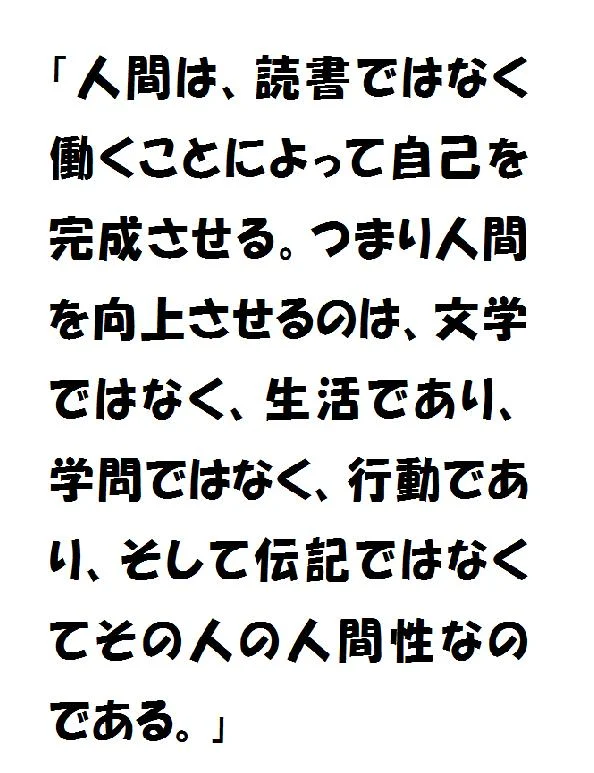 「人間は、読書ではなく
働くことによって自己を
完成させる。つまり人間
を向上させるのは、文学
ではなく、生活であり、
学問ではなく、行動であ
り、そして伝記ではなく
てその人の人間性なの
である。」